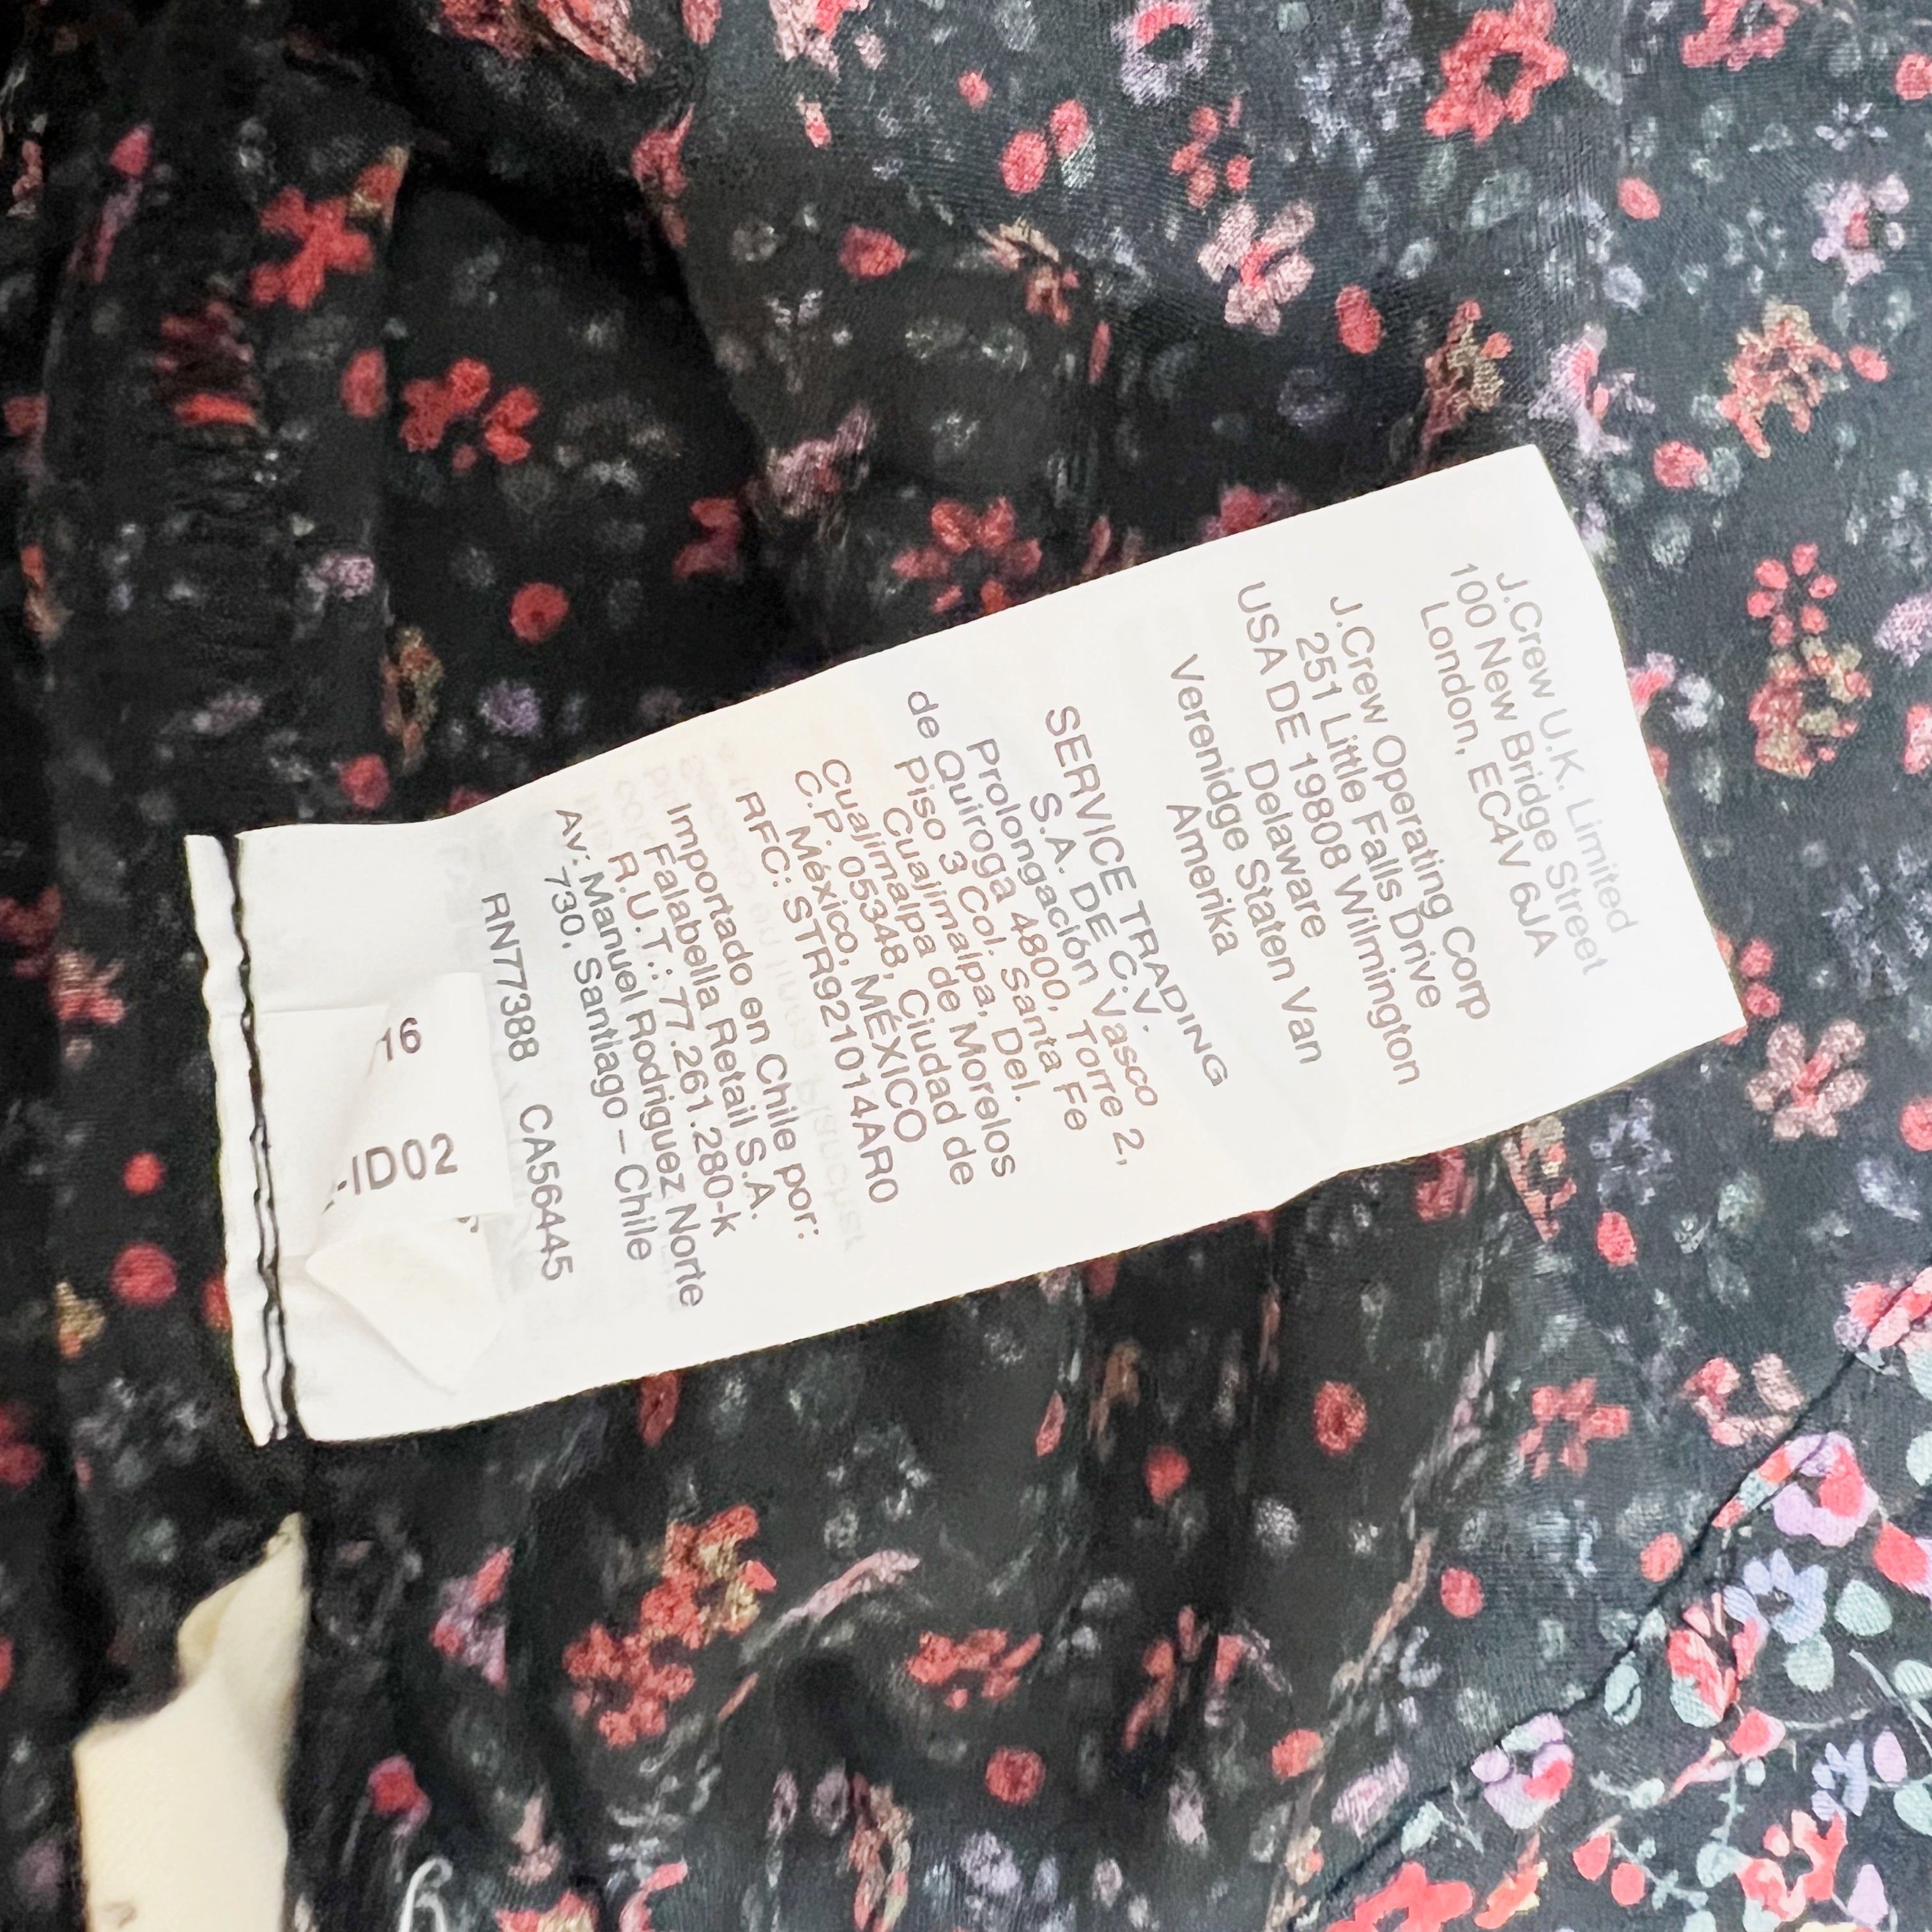 J.Crew U.K. Limited
100 New Bridge Street
London, EC4V 6JA
J.Crew Operating Corp
251 Little Falls Drive
USA DE 19808 Wilmington
Delaware
Verenidge Staten Van
Amerika
SERVICE TRADING
S.A. DE C.V.
Prolongación Vasco
de Quiroga 4800, Torre 2,
Piso 3 Col. Santa Fe
Cuajimalpa, Del.
Cuajimalpa de Morelos
C.P. 05348, Ciudad de
México, MÉXICO
RFC: STR921014AR0
Importado en Chile por:
Falabella Retail S.A.
R.U.T.: 77.261.280-k
Av: Manuel Rodriguez Norte
730, Santiago – Chile
RN77388 CA56445
16
-ID02